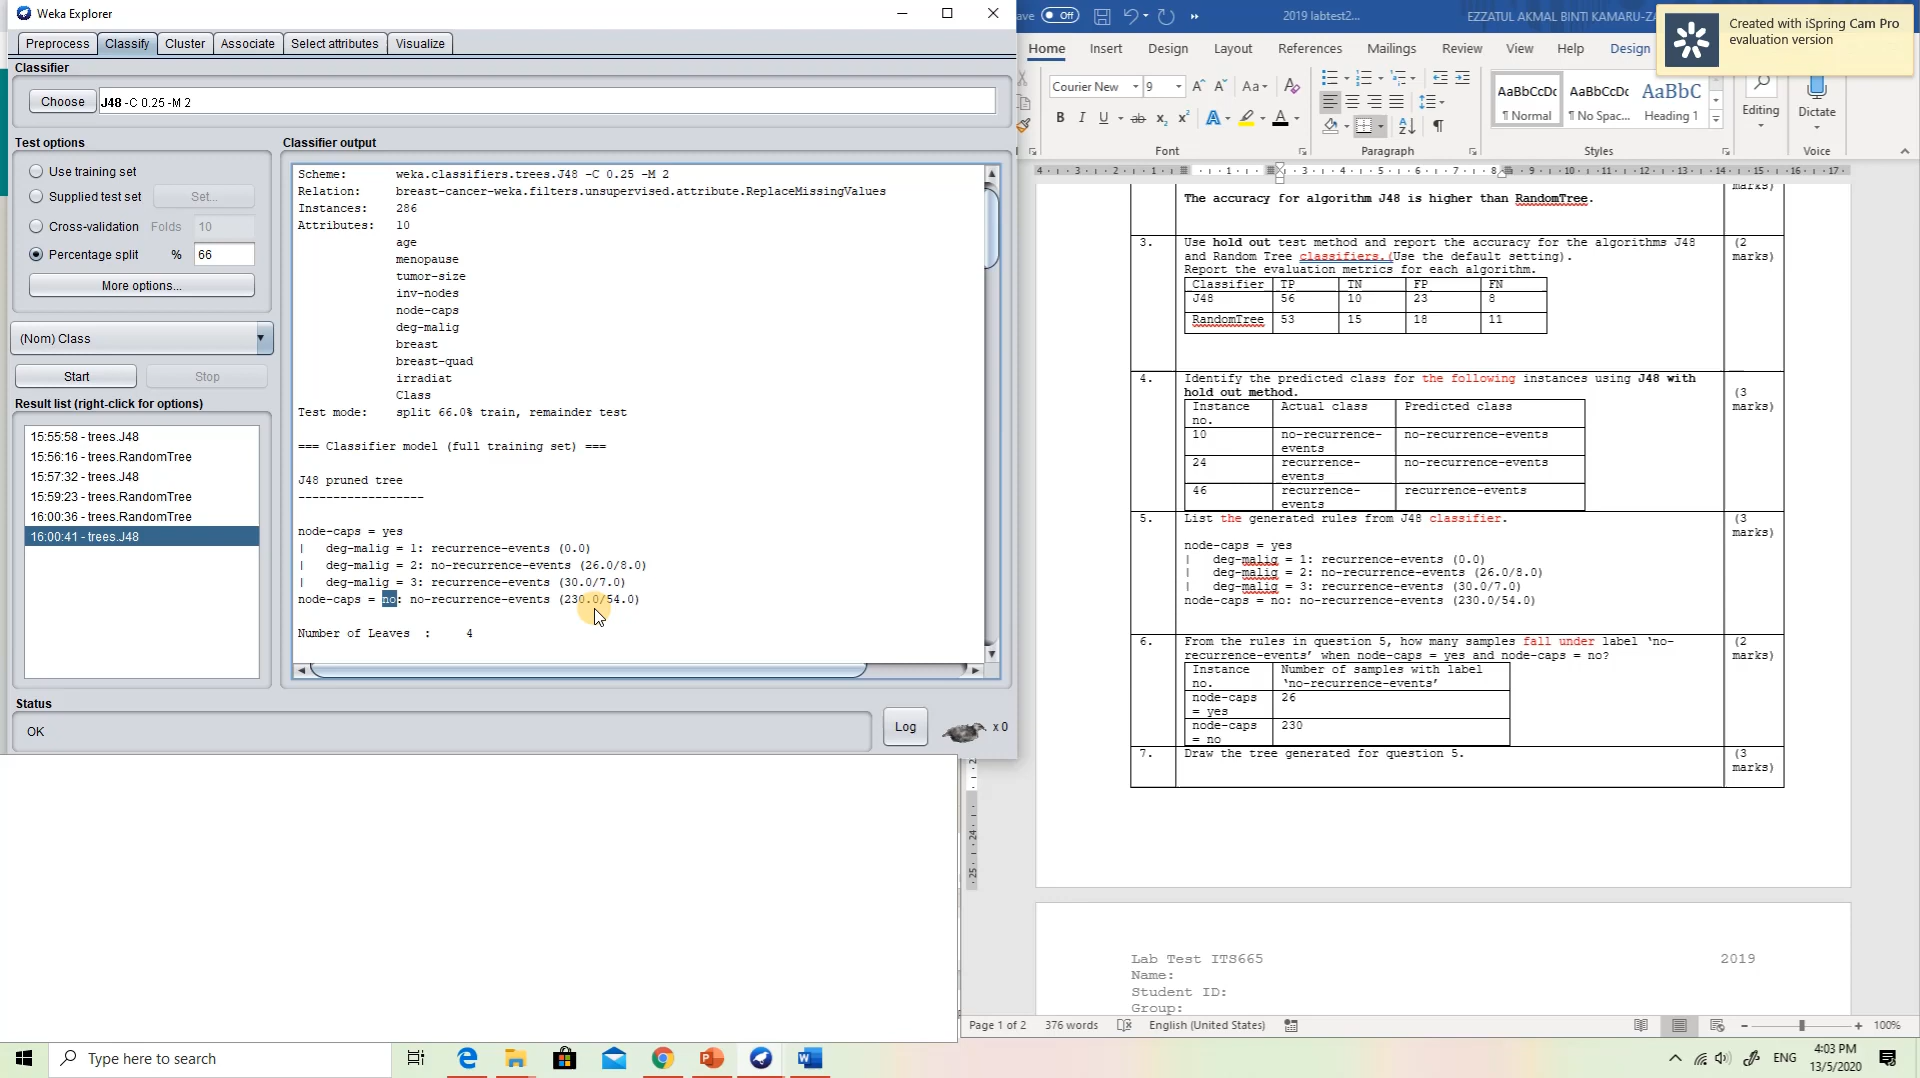 Weka Explorer
Preprocess Classify Cluster Associate Select attributes Visualize
Classifier
Choose J48 -C 0.25 -M 2
Test options
Use training set
Supplied test set Set...
Cross-validation Folds 10
Percentage split % 66
More options...
(Nom) Class
Start Stop
Result list (right-click for options)
15:55:58 - trees.J48
15:56:16 - trees.RandomTree
15:57:32 - trees.J48
15:59:23 - trees.RandomTree
16:00:36 - trees.RandomTree
16:00:41 - trees.J48
Classifier output
Scheme: weka.classifiers.trees.J48 -C 0.25 -M 2
Relation: breast-cancer-weka.filters.unsupervised.attribute.ReplaceMissingValues
Instances: 286
Attributes: 10
age
menopause
tumor-size
inv-nodes
node-caps
deg-malig
breast
breast-quad
irradiat
Class
Test mode: split 66.0% train, remainder test
=== Classifier model (full training set) ===
J48 pruned tree
------------------
node-caps = yes
| deg-malig = 1: recurrence-events (0.0)
| deg-malig = 2: no-recurrence-events (26.0/8.0)
| deg-malig = 3: recurrence-events (30.0/7.0)
node-caps = no: no-recurrence-events (230.0/54.0)
Number of Leaves : 4
Status
OK
Log x 0
Off 2019 labtest2... EZZATUL AKMAL BINTI KAMARU-ZA
Created with iSpring Cam Pro
evaluation version
Home Insert Design Layout References Mailings Review View Help Design
Courier New 9 Aa
B I U ab x₂ x² A A
Font
Paragraph
AaBbCcDc AaBbCcDc AaBbC
¶ Normal ¶ No Spac... Heading 1
Styles
Editing
Dictate
Voice
The accuracy for algorithm J48 is higher than RandomTree.
marks)
3. Use hold out test method and report the accuracy for the algorithms J48 (2
and Random Tree classifiers.(Use the default setting). marks)
Report the evaluation metrics for each algorithm.
Classifier TP TN FP FN
J48 56 10 23 8
RandomTree 53 15 18 11
4. Identify the predicted class for the following instances using J48 with (3
hold out method. marks)
Instance no. Actual class Predicted class
10 no-recurrence-events no-recurrence-events
24 recurrence-events no-recurrence-events
46 recurrence-events recurrence-events
5. List the generated rules from J48 classifier. (3
marks)
node-caps = yes
| deg-malig = 1: recurrence-events (0.0)
| deg-malig = 2: no-recurrence-events (26.0/8.0)
| deg-malig = 3: recurrence-events (30.0/7.0)
node-caps = no: no-recurrence-events (230.0/54.0)
6. From the rules in question 5, how many samples fall under label ‘no- (2
recurrence-events’ when node-caps = yes and node-caps = no? marks)
Instance no. Number of samples with label ‘no-recurrence-events’
node-caps = yes 26
node-caps = no 230
7. Draw the tree generated for question 5. (3
marks)
Lab Test ITS665 2019
Name:
Student ID:
Group:
Page 1 of 2 376 words English (United States) 100%
Type here to search
ENG 4:03 PM
13/5/2020